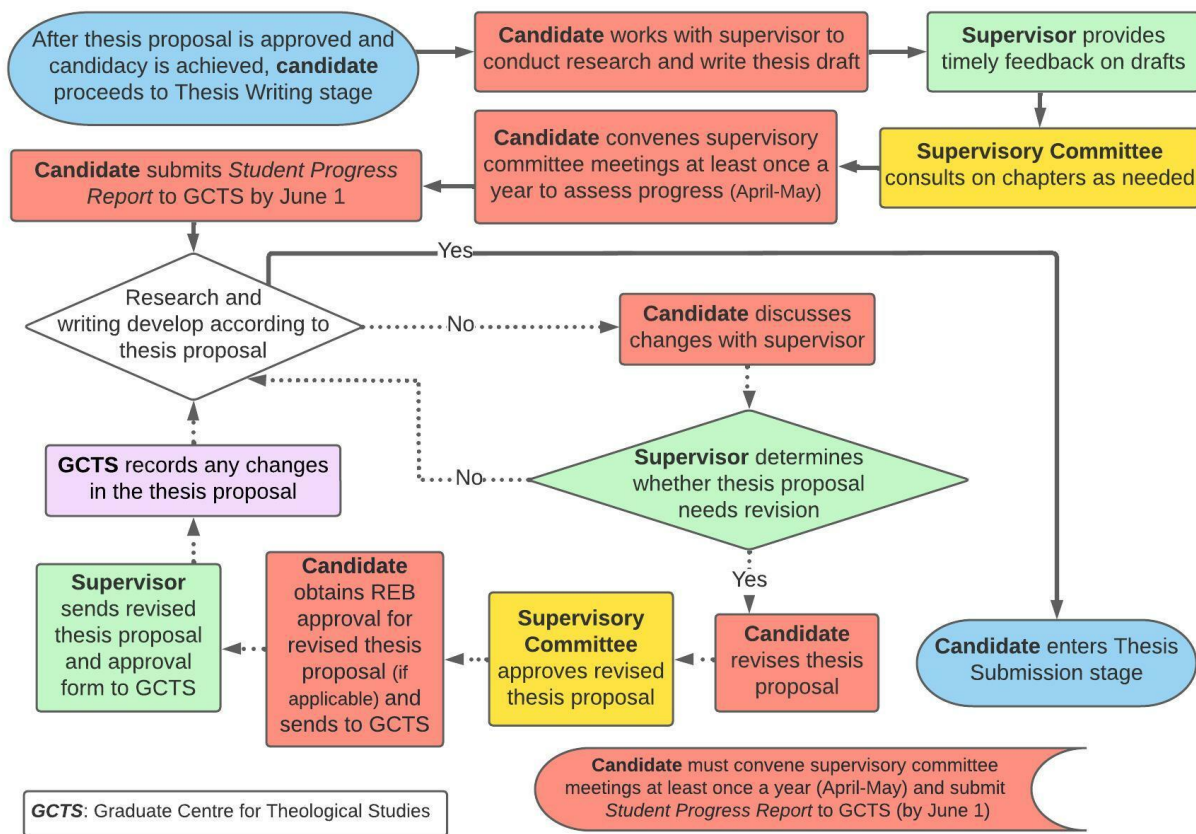 After thesis proposal is approved and
candidacy is achieved, candidate
proceeds to Thesis Writing stage
Candidate works with supervisor to
conduct research and write thesis draft
Supervisor provides
timely feedback on drafts
Supervisory Committee
consults on chapters as needed
Candidate convenes supervisory
committee meetings at least once a
year to assess progress (April-May)
Candidate submits Student Progress
Report to GCTS by June 1
Research and
writing develop according to
thesis proposal
Yes
No
Candidate discusses
changes with supervisor
Supervisor determines
whether thesis proposal
needs revision
No
Yes
Candidate
revises thesis
proposal
Supervisory
Committee
approves revised
thesis proposal
Candidate
obtains REB
approval for
revised thesis
proposal (if
applicable) and
sends to GCTS
Supervisor
sends revised
thesis proposal
and approval
form to GCTS
GCTS records any changes
in the thesis proposal
Candidate enters Thesis
Submission stage
Candidate must convene supervisory committee
meetings at least once a year (April-May) and submit
Student Progress Report to GCTS (by June 1)
GCTS: Graduate Centre for Theological Studies